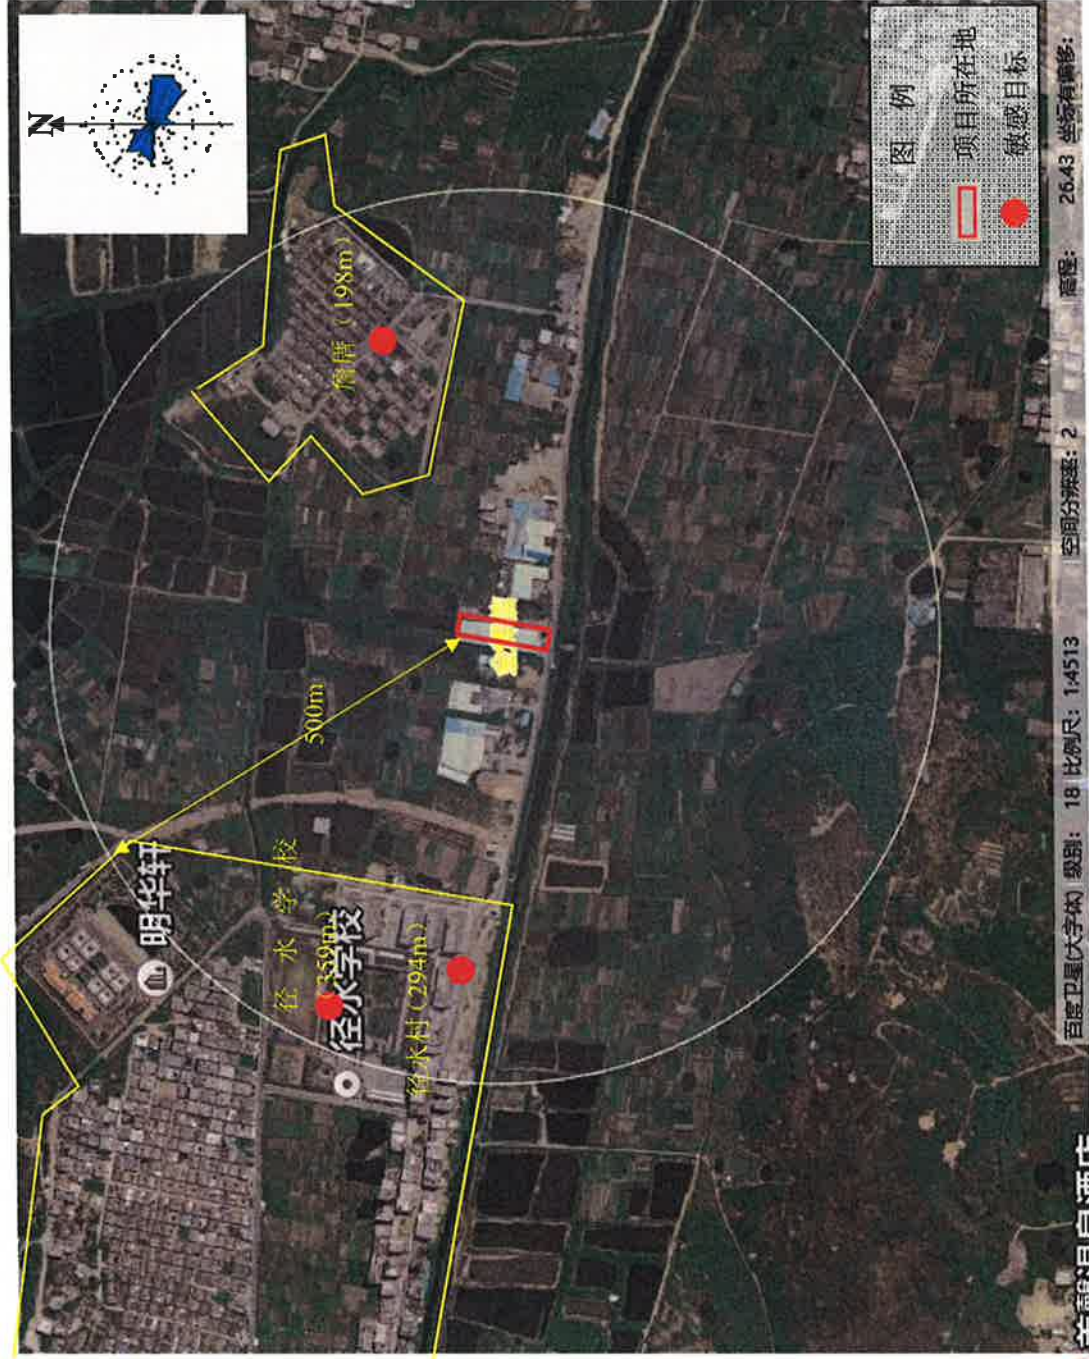 N
图 例
项目所在地
敏感目标
詹厝（198m）
500m
明华轩
径 水 学 校
（359m）
径水学校
径水村（294m）
百度卫星(大字体) 级别： 18 比例尺：1:4513 空间分辨率：2 高程： 26.43 坐标有偏移：